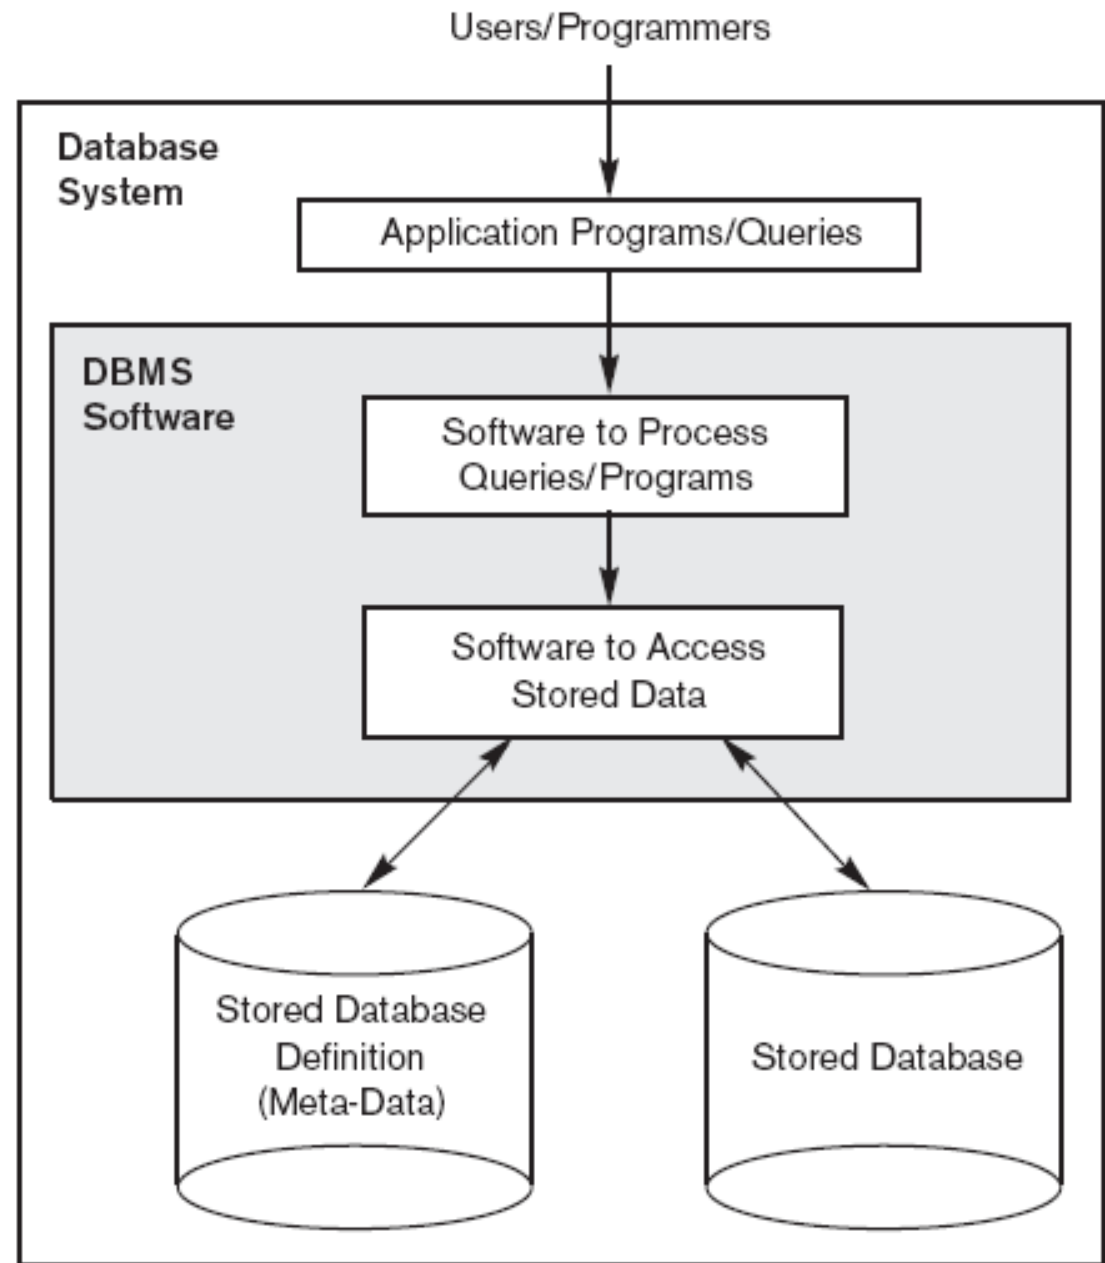 Users/Programmers
Database
System
Application Programs/Queries
DBMS
Software
Software to Process
Queries/Programs
Software to Access
Stored Data
Stored Database
Definition
(Meta-Data)
Stored Database